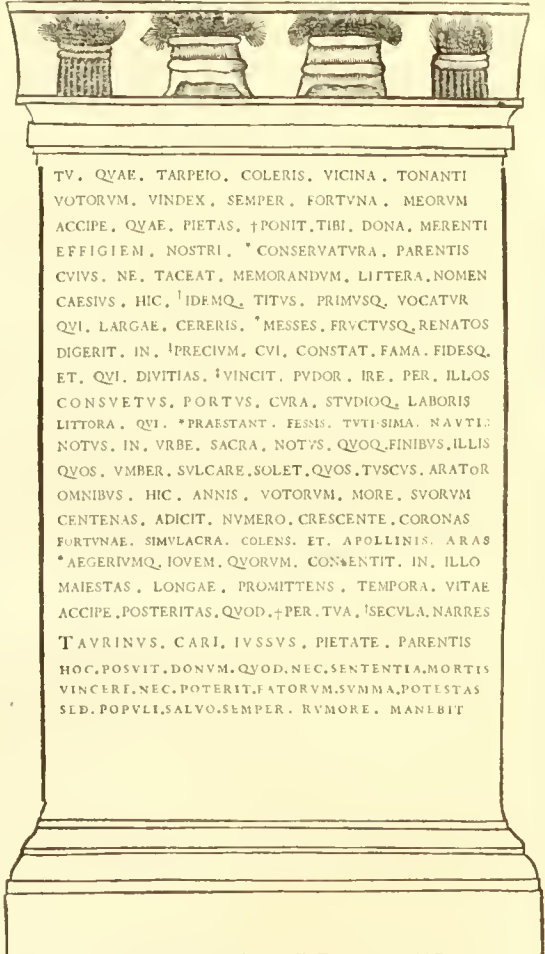 TV. QVAE. TARPEIO. COLERIS. VICINA. TONANTI
VOTORVM. VINDEX. SEMPER. FORTVNA. MEORVM
ACCIPE. QVAE. PIETAS. †PONIT. TIBI. DONA. MERENTI
EFFIGIEM. NOSTRI. *CONSERVATVRA. PARENTIS
CVIVS. NE. TACEAT. MEMORANDVM. LITTERA. NOMEN
CAESIVS. HIC. †IDEMQ. TITVS. PRIMVSQ. VOCATVR
QVI. LARGAE. CERERIS. *MESSES. FRVCTVSQ. RENATOS
DIGERIT. IN. ‡PRECIVM. CVI. CONSTAT. FAMA. FIDESQ.
ET. QVI. DIVITIAS. ‡VINCIT. PVDOR. IRE. PER. ILLOS
CONSVETVS. PORTVS. CVRA. STVDIOQ. LABORIS
LITTORA. QVI. *PRAESTANT. FESSIS. TVTISSIMA. NAVTIS
NOTVS. IN. VRBE. SACRA. NOTVS. QVOQ. FINIBVS. ILLIS
QVOS. VMBER. SVLCARE. SOLET. QVOS. TVSCVS. ARATOR
OMNIBVS. HIC. ANNIS. VOTORVM. MORE. SVORVM
CENTENAS. ADICIT. NVMERO. CRESCENTE. CORONAS
FORTVNAE. SIMVLACRA. COLENS. ET. APOLLINIS. ARAS
*AEGERIVMQ. IOVEM. QVORVM. CONSENTIT. IN. ILLO
MAIESTAS. LONGAE. PROMITTENS. TEMPORA. VITAE
ACCIPE. POSTERITAS. QVOD. †PER. TVA. †SECVLA. NARRES
TAVRINVS. CARI. IVSSVS. PIETATE. PARENTIS
HOC. POSVIT. DONVM. QVOD. NEC. SENTENTIA. MORTIS
VINCERE. NEC. POTERIT. FATORVM. SVMMA. POTESTAS
SED. POPVLI. SALVO. SEMPER. RVMORE. MANEBIT